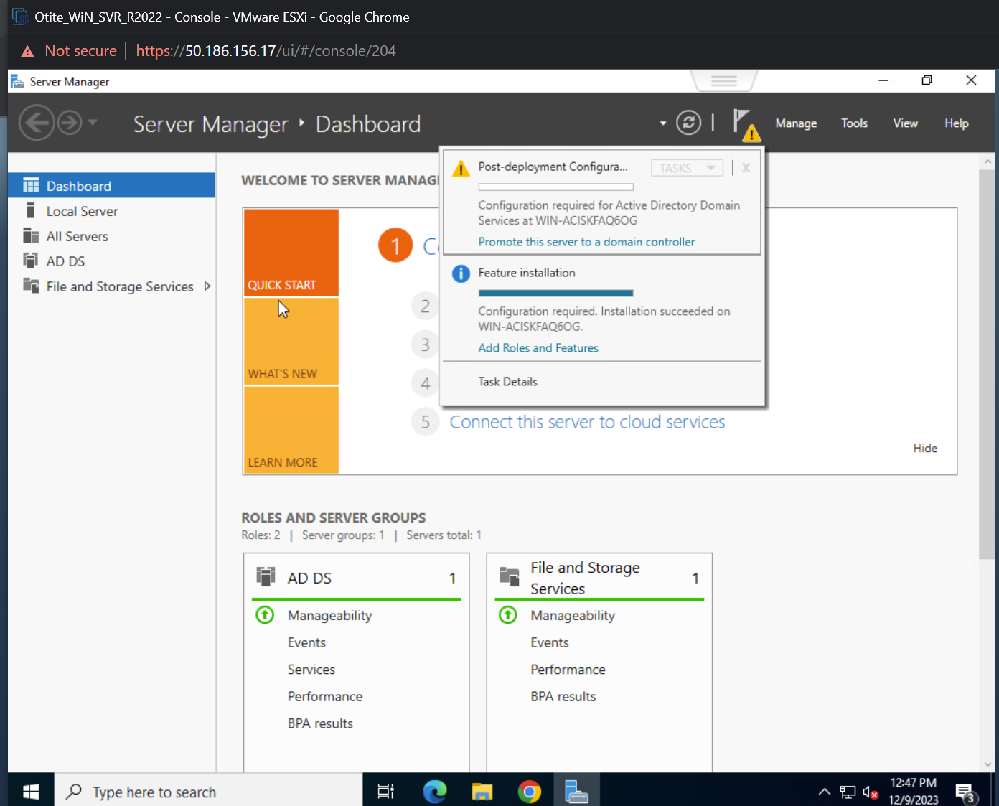 Otite_WiN_SVR_R2022 - Console - VMware ESXi - Google Chrome
Not secure | https://50.186.156.17/ui/#/console/204
Server Manager
Server Manager ‣ Dashboard
Manage Tools View Help
Dashboard
Local Server
All Servers
AD DS
File and Storage Services
WELCOME TO SERVER MANAG
QUICK START
WHAT'S NEW
LEARN MORE
1 C
2
3
4
5 Connect this server to cloud services
Hide
Post-deployment Configura... TASKS X
Configuration required for Active Directory Domain
Services at WIN-ACISKFAQ6OG
Promote this server to a domain controller
Feature installation
Configuration required. Installation succeeded on
WIN-ACISKFAQ6OG.
Add Roles and Features
Task Details
ROLES AND SERVER GROUPS
Roles: 2 | Server groups: 1 | Servers total: 1
AD DS 1
Manageability
Events
Services
Performance
BPA results
File and Storage
Services 1
Manageability
Events
Performance
BPA results
Type here to search
12:47 PM
12/9/2023
3